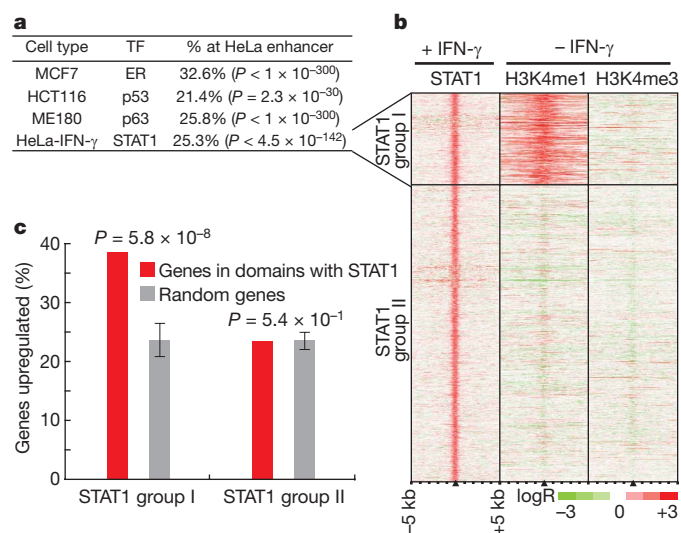 a
Cell type TF % at HeLa enhancer
MCF7 ER 32.6% (P < 1 × 10⁻³⁰⁰)
HCT116 p53 21.4% (P = 2.3 × 10⁻³⁰)
ME180 p63 25.8% (P < 1 × 10⁻³⁰⁰)
HeLa-IFN-γ STAT1 25.3% (P < 4.5 × 10⁻¹⁴²)
b
+ IFN-γ – IFN-γ
STAT1 H3K4me1 H3K4me3
STAT1
group I
STAT1
group II
–5 kb
+5 kb
logR
–3 0 +3
c
P = 5.8 × 10⁻⁸
Genes in domains with STAT1
Random genes
P = 5.4 × 10⁻¹
Genes upregulated (%)
40
30
20
10
0
STAT1 group I STAT1 group II